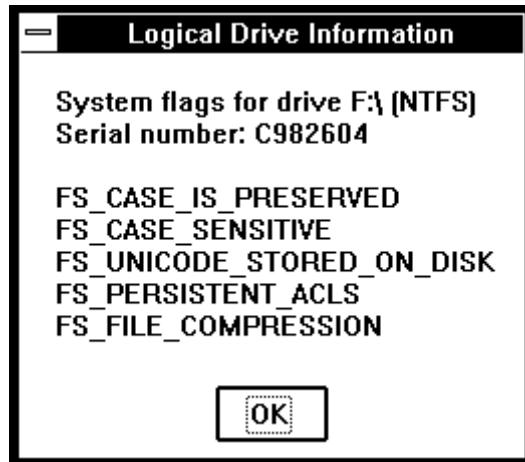 Logical Drive Information
System flags for drive F:\ (NTFS)
Serial number: C982604
FS_CASE_IS_PRESERVED
FS_CASE_SENSITIVE
FS_UNICODE_STORED_ON_DISK
FS_PERSISTENT_ACLS
FS_FILE_COMPRESSION
OK